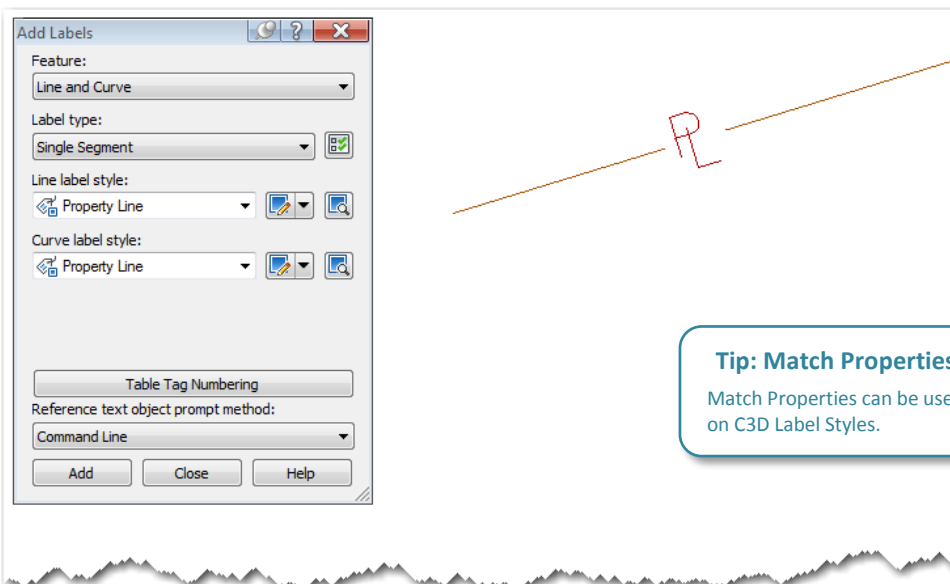 Add Labels
Feature:
Line and Curve
Label type:
Single Segment
Line label style:
Property Line
Curve label style:
Property Line
Table Tag Numbering
Reference text object prompt method:
Command Line
Add Close Help
PL
Tip: Match Properties
Match Properties can be use
on C3D Label Styles.